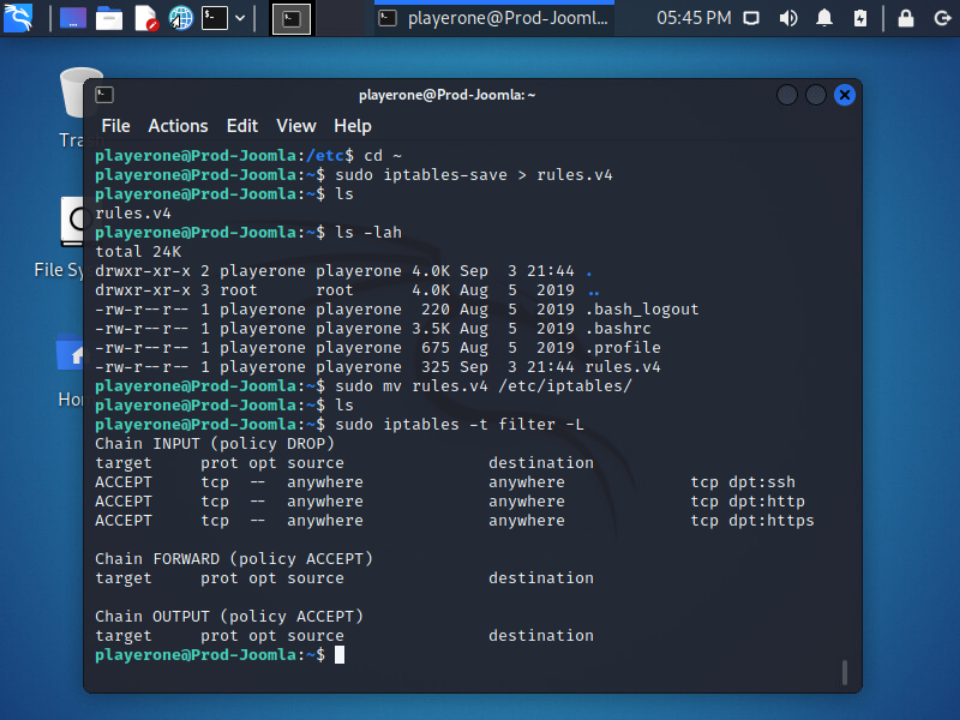 playerone@Prod-Jooml...
05:45 PM
Tra
File Sy
Ho
playerone@Prod-Joomla: ~
File Actions Edit View Help
playerone@Prod-Joomla:/etc$ cd ~
playerone@Prod-Joomla:~$ sudo iptables-save > rules.v4
playerone@Prod-Joomla:~$ ls
rules.v4
playerone@Prod-Joomla:~$ ls -lah
total 24K
drwxr-xr-x 2 playerone playerone 4.0K Sep  3 21:44 .
drwxr-xr-x 3 root      root      4.0K Aug  5  2019 ..
-rw-r--r-- 1 playerone playerone  220 Aug  5  2019 .bash_logout
-rw-r--r-- 1 playerone playerone 3.5K Aug  5  2019 .bashrc
-rw-r--r-- 1 playerone playerone  675 Aug  5  2019 .profile
-rw-r--r-- 1 playerone playerone  325 Sep  3 21:44 rules.v4
playerone@Prod-Joomla:~$ sudo mv rules.v4 /etc/iptables/
playerone@Prod-Joomla:~$ ls
playerone@Prod-Joomla:~$ sudo iptables -t filter -L
Chain INPUT (policy DROP)
target     prot opt source               destination
ACCEPT     tcp  --  anywhere             anywhere             tcp dpt:ssh
ACCEPT     tcp  --  anywhere             anywhere             tcp dpt:http
ACCEPT     tcp  --  anywhere             anywhere             tcp dpt:https
Chain FORWARD (policy ACCEPT)
target     prot opt source               destination
Chain OUTPUT (policy ACCEPT)
target     prot opt source               destination
playerone@Prod-Joomla:~$